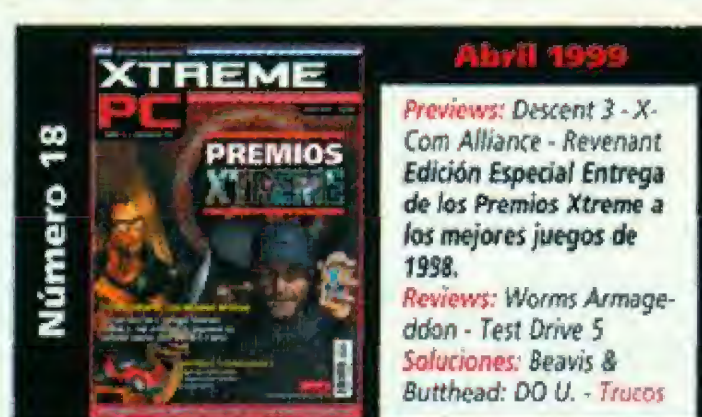 Número 18
XTREME
PC
PREMIOS
XTREME
Abril 1999
Previews: Descent 3 - X-
Com Alliance - Revenant
Edición Especial Entrega
de los Premios Xtreme a
los mejores juegos de
1998.
Reviews: Worms Armage-
ddon - Test Drive 5
Soluciones: Beavis &
Butthead: DO U. - Trucos